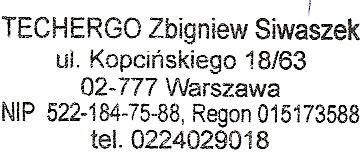 TECHERGO Zbigniew Siwaszek
ul. Kopcińskiego 18/63
02-777 Warszawa
NIP 522-184-75-88, Regon 015173588
tel. 0224029018